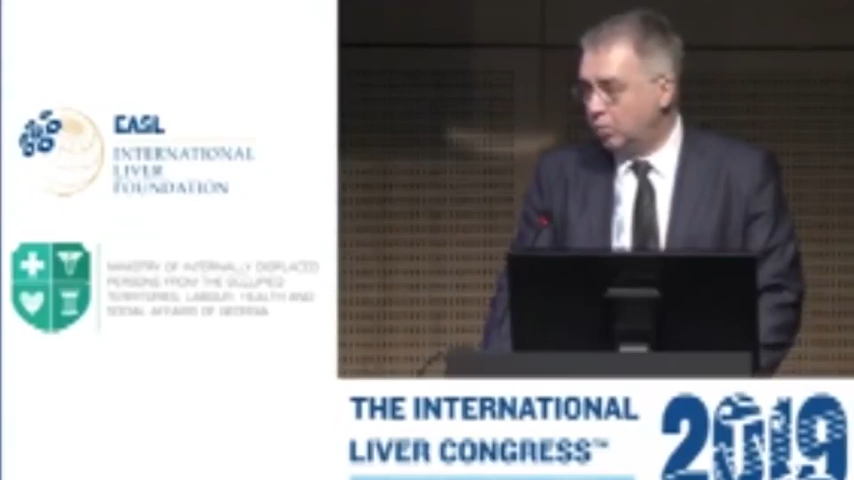 EASL
INTERNATIONAL
LIVER
FOUNDATION
MINISTRY OF INTERNALLY DISPLACED
PERSONS FROM THE OCCUPIED
TERRITORIES, LABOUR, HEALTH AND
SOCIAL AFFAIRS OF GEORGIA
THE INTERNATIONAL
LIVER CONGRESS™
2019